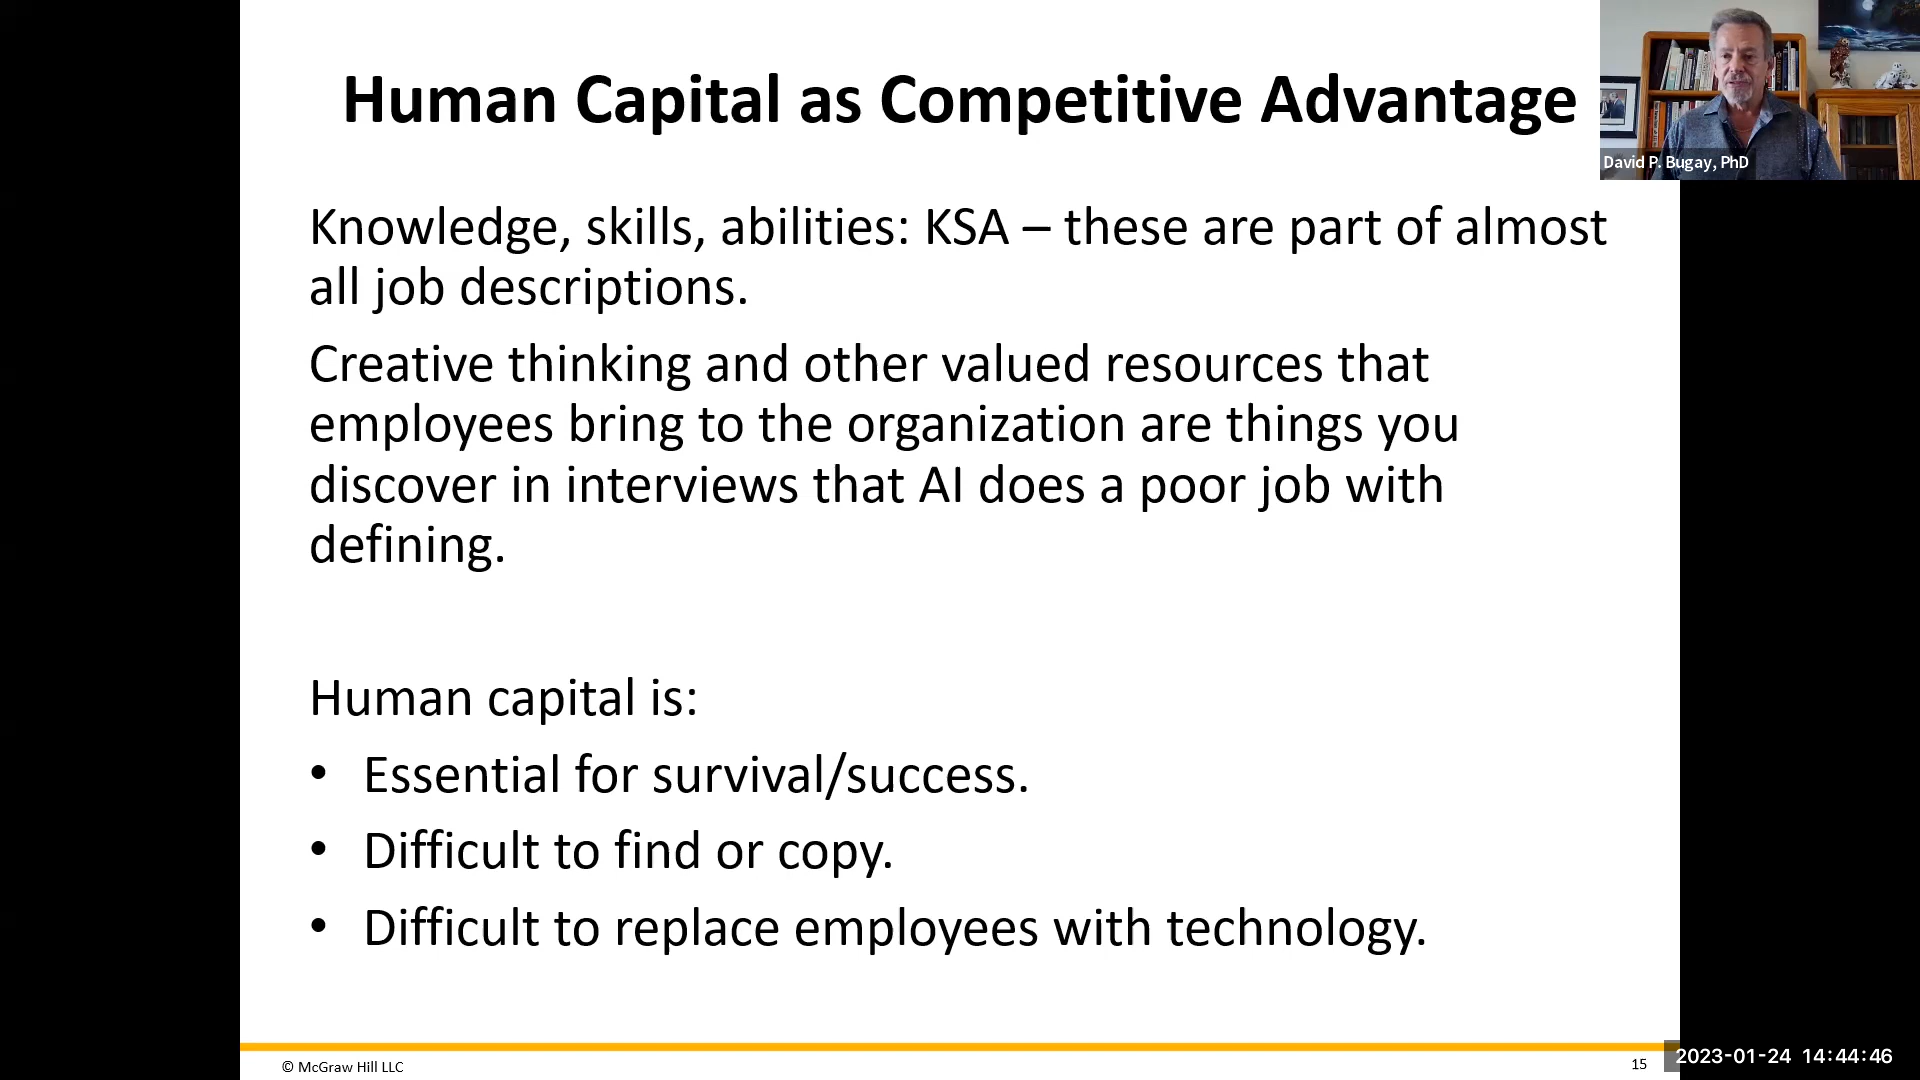 Human Capital as Competitive Advantage
David P. Bugay, PhD
Knowledge, skills, abilities: KSA – these are part of almost
all job descriptions.
Creative thinking and other valued resources that
employees bring to the organization are things you
discover in interviews that AI does a poor job with
defining.
Human capital is:
• Essential for survival/success.
• Difficult to find or copy.
• Difficult to replace employees with technology.
© McGraw Hill LLC
15
2023-01-24 14:44:46